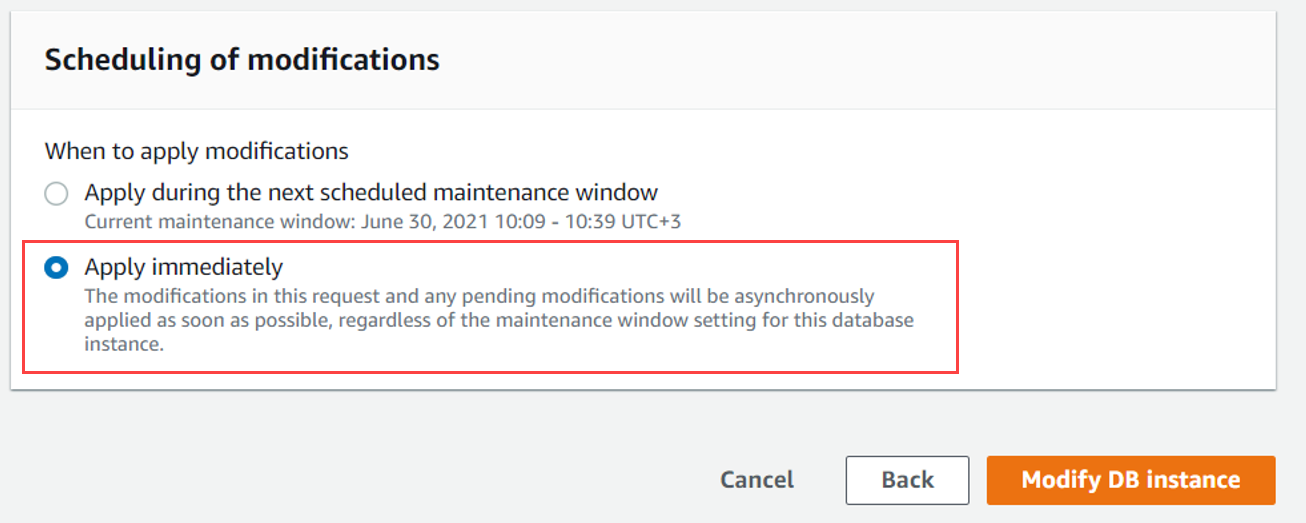 Scheduling of modifications
When to apply modifications
Apply during the next scheduled maintenance window
Current maintenance window: June 30, 2021 10:09 - 10:39 UTC+3
Apply immediately
The modifications in this request and any pending modifications will be asynchronously
applied as soon as possible, regardless of the maintenance window setting for this database
instance.
Cancel Back Modify DB instance